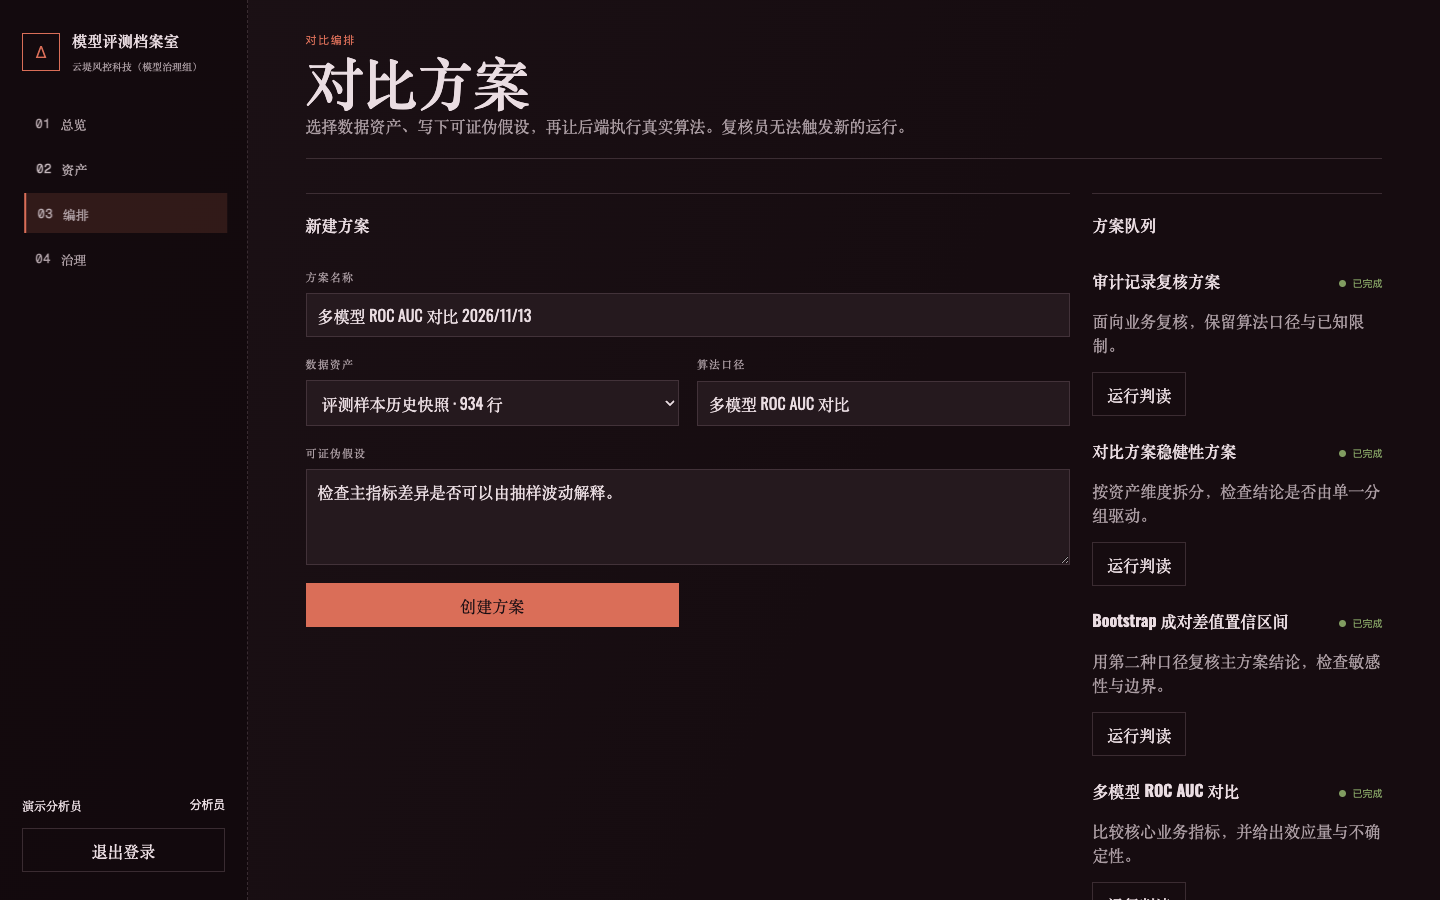 Δ
模型评测档案室
云堤风控科技（模型治理组）
01 总览
02 资产
03 编排
04 治理
演示分析员
分析员
退出登录
对比编排
对比方案
选择数据资产、写下可证伪假设，再让后端执行真实算法。复核员无法触发新的运行。
新建方案
方案名称
多模型 ROC AUC 对比 2026/11/13
数据资产
算法口径
评测样本历史快照 · 934 行
多模型 ROC AUC 对比
可证伪假设
检查主指标差异是否可以由抽样波动解释。
创建方案
方案队列
审计记录复核方案
已完成
面向业务复核，保留算法口径与已知限
制。
运行判读
对比方案稳健性方案
已完成
按资产维度拆分，检查结论是否由单一分
组驱动。
运行判读
Bootstrap 成对差值置信区间
已完成
用第二种口径复核主方案结论，检查敏感
性与边界。
运行判读
多模型 ROC AUC 对比
已完成
比较核心业务指标，并给出效应量与不确
定性。